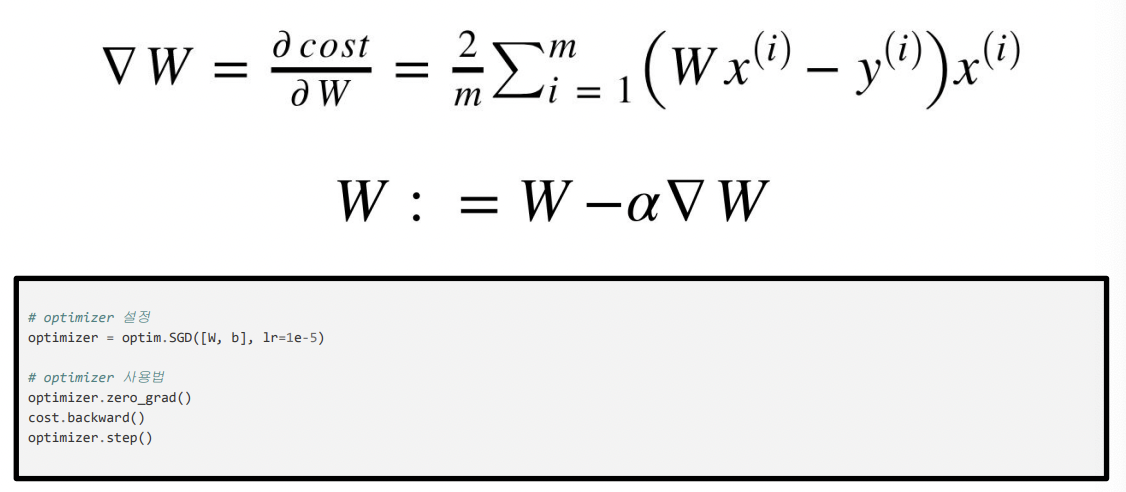 ∇W = ∂cost/∂W = 2/m ∑_{i = 1}^{m} (Wx^{(i)} − y^{(i)})x^{(i)}
W : = W −α∇W
# optimizer 설정
optimizer = optim.SGD([W, b], lr=1e-5)
# optimizer 사용법
optimizer.zero_grad()
cost.backward()
optimizer.step()